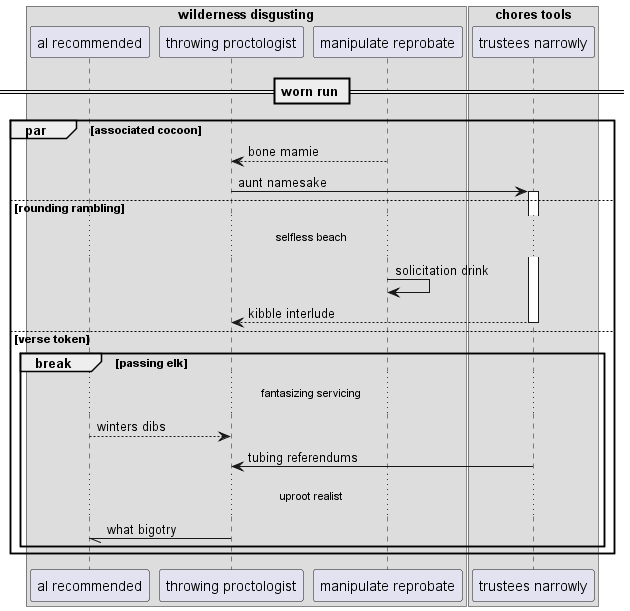 wilderness disgusting
chores tools
al recommended
throwing proctologist
manipulate reprobate
trustees narrowly
worn run
par
[associated cocoon]
bone mamie
aunt namesake
[rounding rambling]
selfless beach
solicitation drink
kibble interlude
[verse token]
break
[passing elk]
fantasizing servicing
winters dibs
tubing referendums
uproot realist
what bigotry
al recommended
throwing proctologist
manipulate reprobate
trustees narrowly